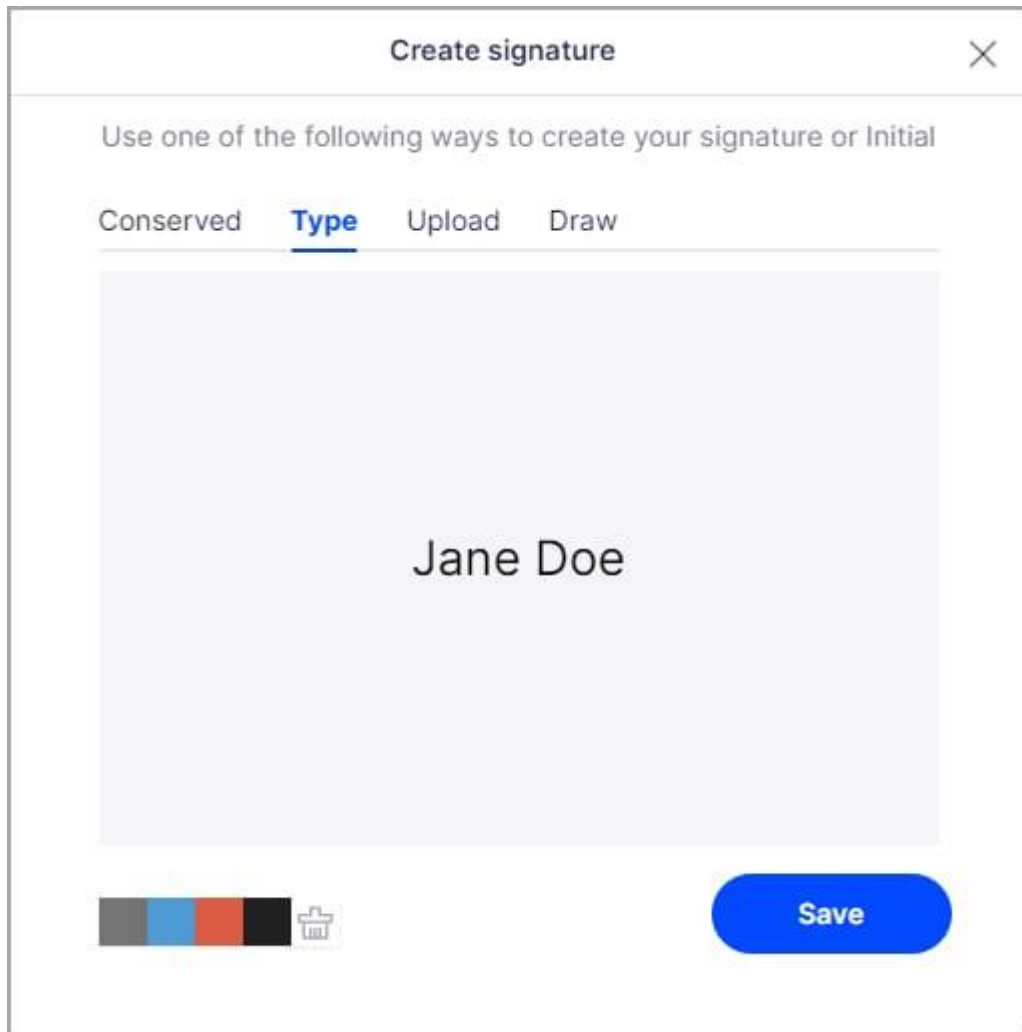 Create signature
Use one of the following ways to create your signature or Initial
Conserved Type Upload Draw
Jane Doe
Save